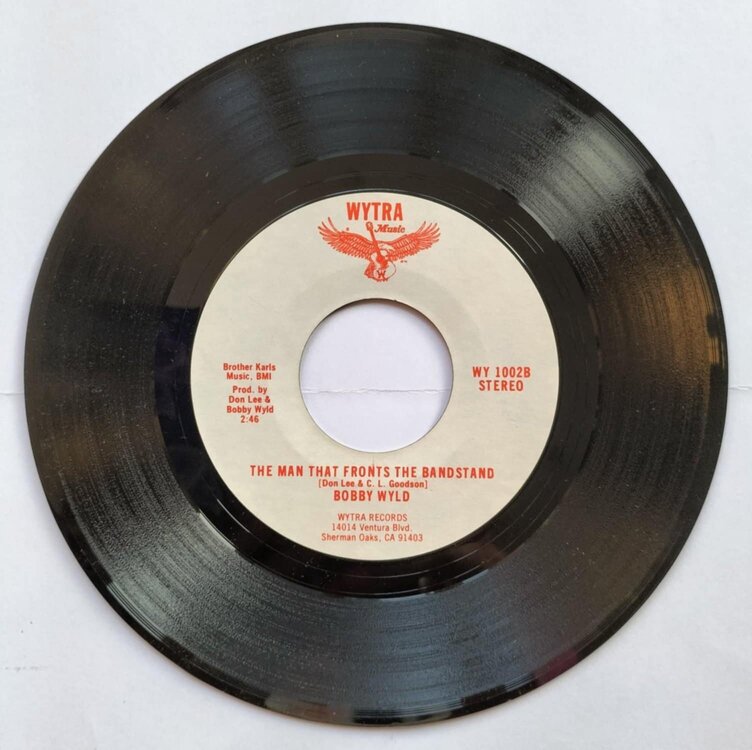 WYTRA
Music
Brother Karls
Music, BMI
Prod. by
Don Lee &
Bobby Wyld
2:46
WY 1002B
STEREO
THE MAN THAT FRONTS THE BANDSTAND
[Don Lee & C. L. Goodson]
BOBBY WYLD
WYTRA RECORDS
14014 Ventura Blvd.
Sherman Oaks, CA 91403